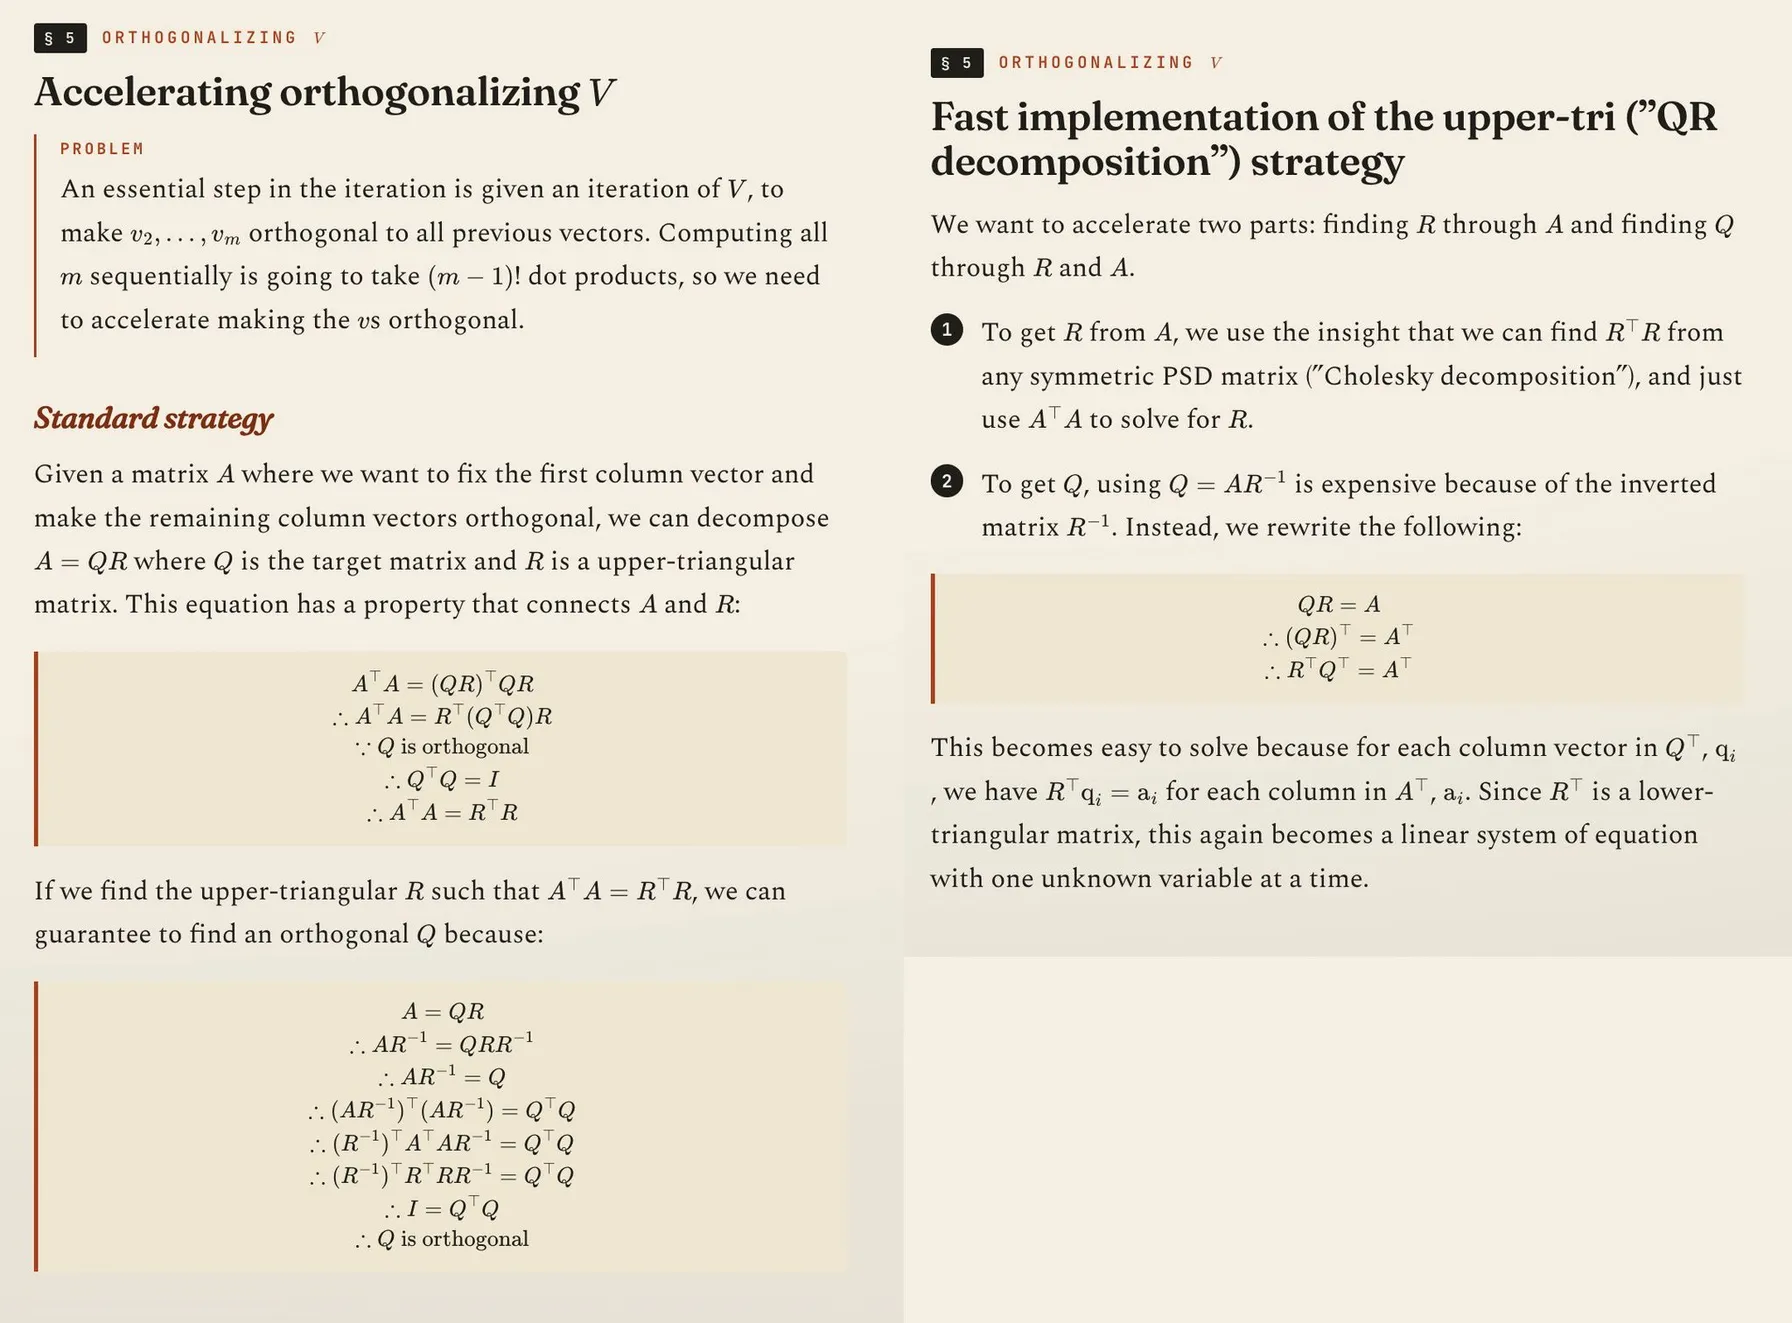 § 5 ORTHOGONALIZING V
Accelerating orthogonalizing V
PROBLEM
An essential step in the iteration is given an iteration of V, to
make v₂, . . . , vₘ orthogonal to all previous vectors. Computing all
m sequentially is going to take (m − 1)! dot products, so we need
to accelerate making the vs orthogonal.
Standard strategy
Given a matrix A where we want to fix the first column vector and
make the remaining column vectors orthogonal, we can decompose
A = QR where Q is the target matrix and R is a upper-triangular
matrix. This equation has a property that connects A and R:
A⊤A = (QR)⊤QR
∴ A⊤A = R⊤(Q⊤Q)R
∵ Q is orthogonal
∴ Q⊤Q = I
∴ A⊤A = R⊤R
If we find the upper-triangular R such that A⊤A = R⊤R, we can
guarantee to find an orthogonal Q because:
A = QR
∴ AR⁻¹ = QRR⁻¹
∴ AR⁻¹ = Q
∴ (AR⁻¹)⊤(AR⁻¹) = Q⊤Q
∴ (R⁻¹)⊤A⊤AR⁻¹ = Q⊤Q
∴ (R⁻¹)⊤R⊤RR⁻¹ = Q⊤Q
∴ I = Q⊤Q
∴ Q is orthogonal
§ 5 ORTHOGONALIZING V
Fast implementation of the upper-tri (”QR
decomposition”) strategy
We want to accelerate two parts: finding R through A and finding Q
through R and A.
1 To get R from A, we use the insight that we can find R⊤R from
any symmetric PSD matrix (”Cholesky decomposition”), and just
use A⊤A to solve for R.
2 To get Q, using Q = AR⁻¹ is expensive because of the inverted
matrix R⁻¹. Instead, we rewrite the following:
QR = A
∴ (QR)⊤ = A⊤
∴ R⊤Q⊤ = A⊤
This becomes easy to solve because for each column vector in Q⊤, qᵢ
, we have R⊤qᵢ = aᵢ for each column in A⊤, aᵢ. Since R⊤ is a lower-
triangular matrix, this again becomes a linear system of equation
with one unknown variable at a time.